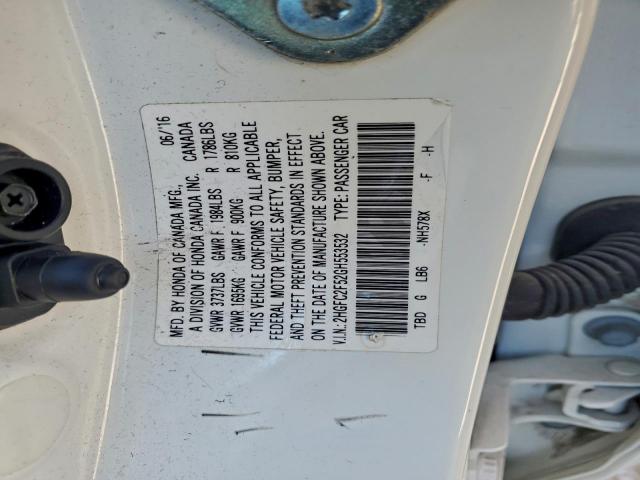 MFD. BY HONDA OF CANADA MFG., 06/16
A DIVISION OF HONDA CANADA INC. CANADA
GVWR 3737LBS GAWR F 1984LBS R 1786LBS
GVWR 1695KG GAWR F 900KG R 810KG
THIS VEHICLE CONFORMS TO ALL APPLICABLE
FEDERAL MOTOR VEHICLE SAFETY, BUMPER,
AND THEFT PREVENTION STANDARDS IN EFFECT
ON THE DATE OF MANUFACTURE SHOWN ABOVE.
V.I.N.:2HGFC2F52GH553532 TYPE:PASSENGER CAR
TBD G LB6 -NH578X -F -H